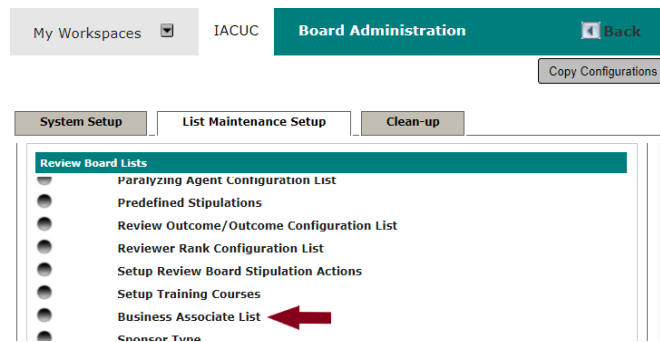 My Workspaces IACUC Board Administration Back
Copy Configurations
System Setup List Maintenance Setup Clean-up
Review Board Lists
Paralyzing Agent Configuration List
Predefined Stipulations
Review Outcome/Outcome Configuration List
Reviewer Rank Configuration List
Setup Review Board Stipulation Actions
Setup Training Courses
Business Associate List
Sponsor Type